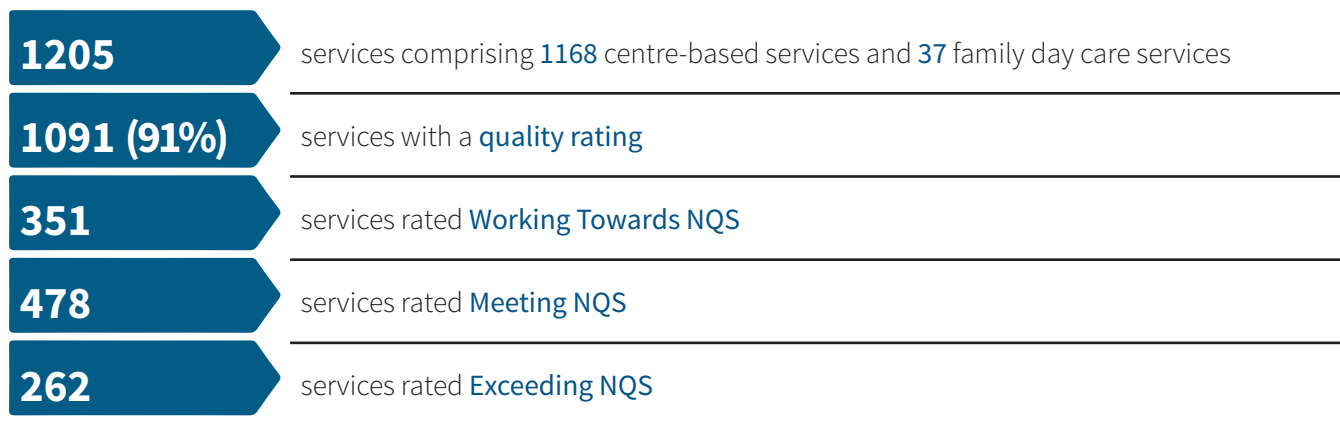 1205 services comprising 1168 centre-based services and 37 family day care services
1091 (91%) services with a quality rating
351 services rated Working Towards NQS
478 services rated Meeting NQS
262 services rated Exceeding NQS